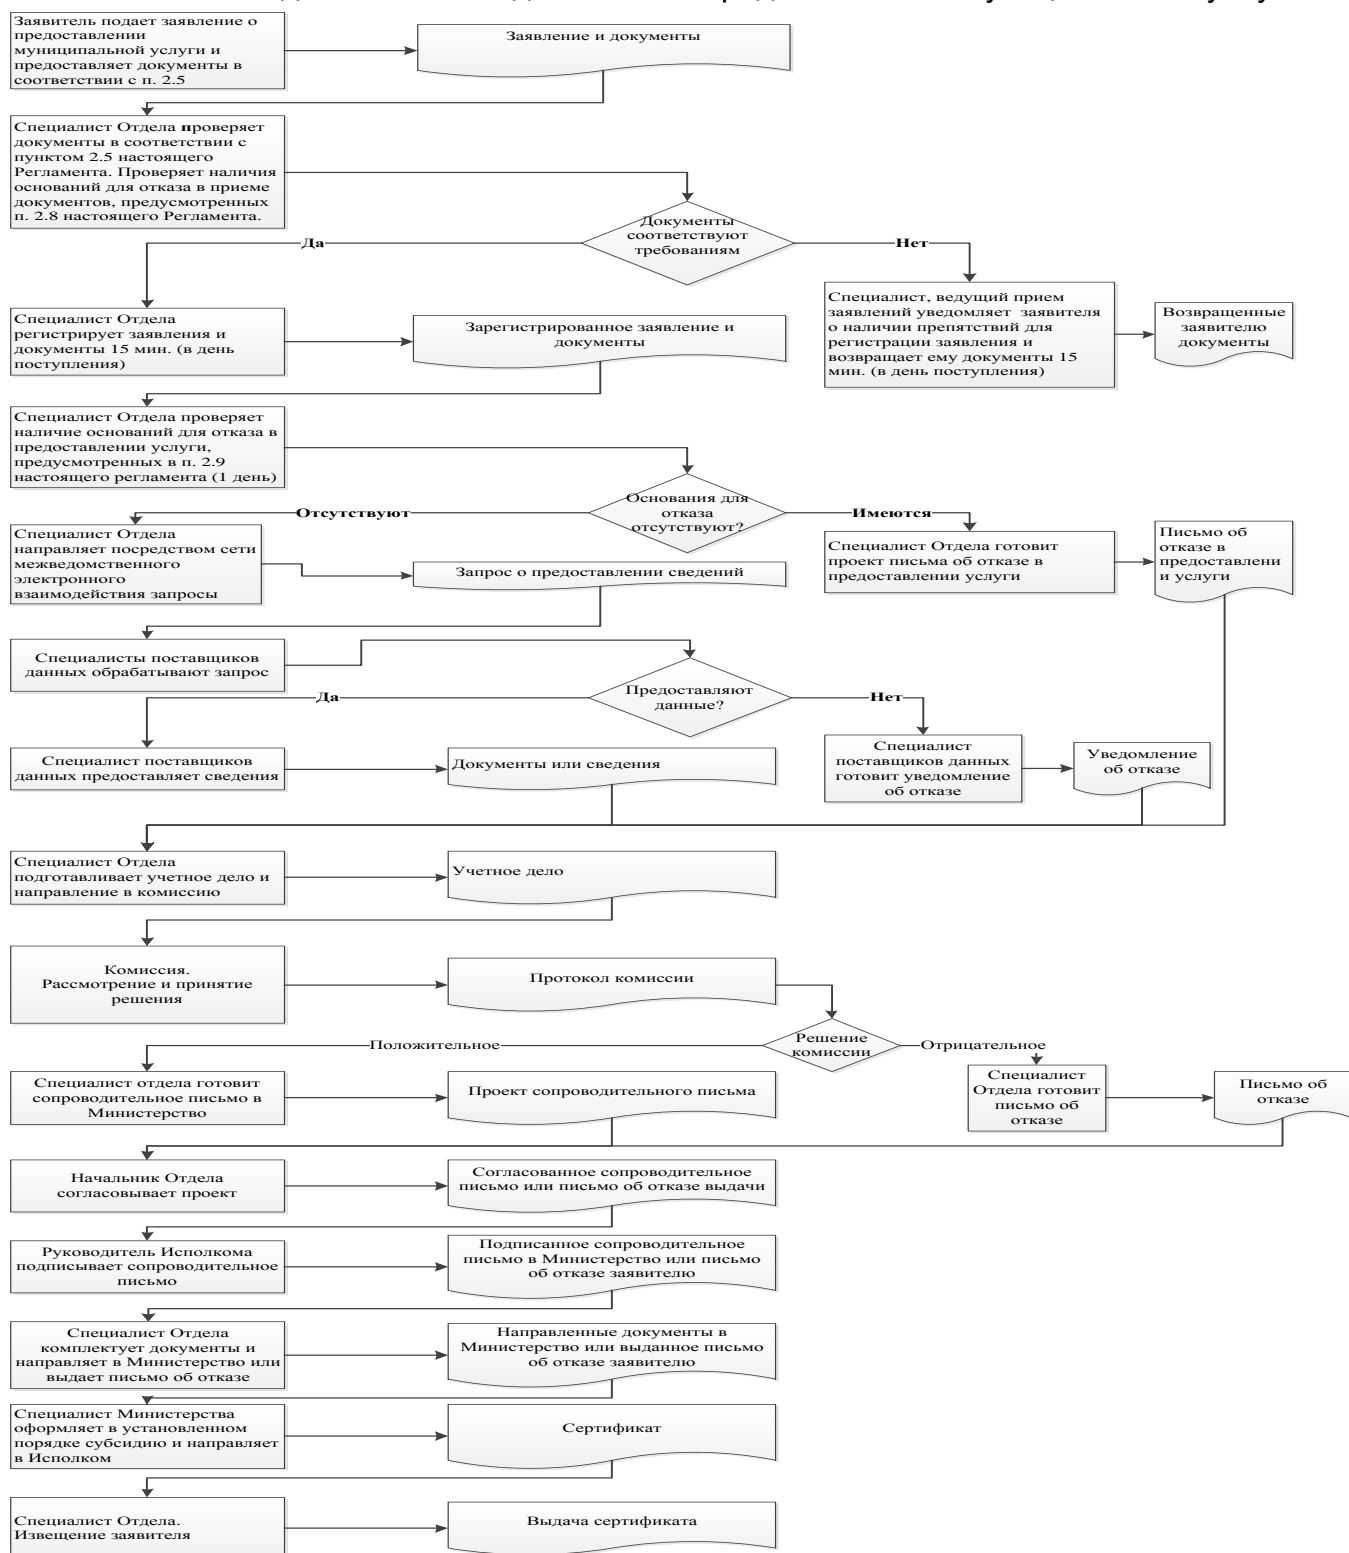 Заявитель подает заявление о
предоставлении
муниципальной услуги и
предоставляет документы в
соответствии с п. 2.5
Заявление и документы
Специалист Отдела проверяет
документы в соответствии с
пунктом 2.5 настоящего
Регламента. Проверяет наличия
оснований для отказа в приеме
документов, предусмотренных
п. 2.8 настоящего Регламента.
Документы
соответствуют
требованиям
Да
Нет
Специалист Отдела
регистрирует заявления и
документы 15 мин. (в день
поступления)
Зарегистрированное заявление и
документы
Специалист, ведущий прием
заявлений уведомляет заявителя
о наличии препятствий для
регистрации заявления и
возвращает ему документы 15
мин. (в день поступления)
Возвращенные
заявителю
документы
Специалист Отдела проверяет
наличие оснований для отказа в
предоставлении услуги,
предусмотренных в п. 2.9
настоящего регламента (1 день)
Основания для
отказа
отсутствуют?
Отсутствуют
Имеются
Специалист Отдела
направляет посредством сети
межведомственного
электронного
взаимодействия запросы
Запрос о предоставлении сведений
Специалист Отдела готовит
проект письма об отказе в
предоставлении услуги
Письмо об
отказе в
предоставлени
и услуги
Специалисты поставщиков
данных обрабатывают запрос
Предоставляют
данные?
Да
Нет
Специалист поставщиков
данных предоставляет сведения
Документы или сведения
Специалист
поставщиков данных
готовит уведомление
об отказе
Уведомление
об отказе
Специалист Отдела
подготавливает учетное дело и
направление в комиссию
Учетное дело
Комиссия.
Рассмотрение и принятие
решения
Протокол комиссии
Решение
комиссии
Положительное
Отрицательное
Специалист отдела готовит
сопроводительное письмо в
Министерство
Проект сопроводительного письма
Специалист
Отдела готовит
письмо об
отказе
Письмо об
отказе
Начальник Отдела
согласовывает проект
Согласованное сопроводительное
письмо или письмо об отказе выдачи
Руководитель Исполкома
подписывает сопроводительное
письмо
Подписанное сопроводительное
письмо в Министерство или письмо
об отказе заявителю
Специалист Отдела
комплектует документы и
направляет в Министерство или
выдает письмо об отказе
Направленные документы в
Министерство или выданное письмо
об отказе заявителю
Специалист Министерства
оформляет в установленном
порядке субсидию и направляет
в Исполком
Сертификат
Специалист Отдела.
Извещение заявителя
Выдача сертификата